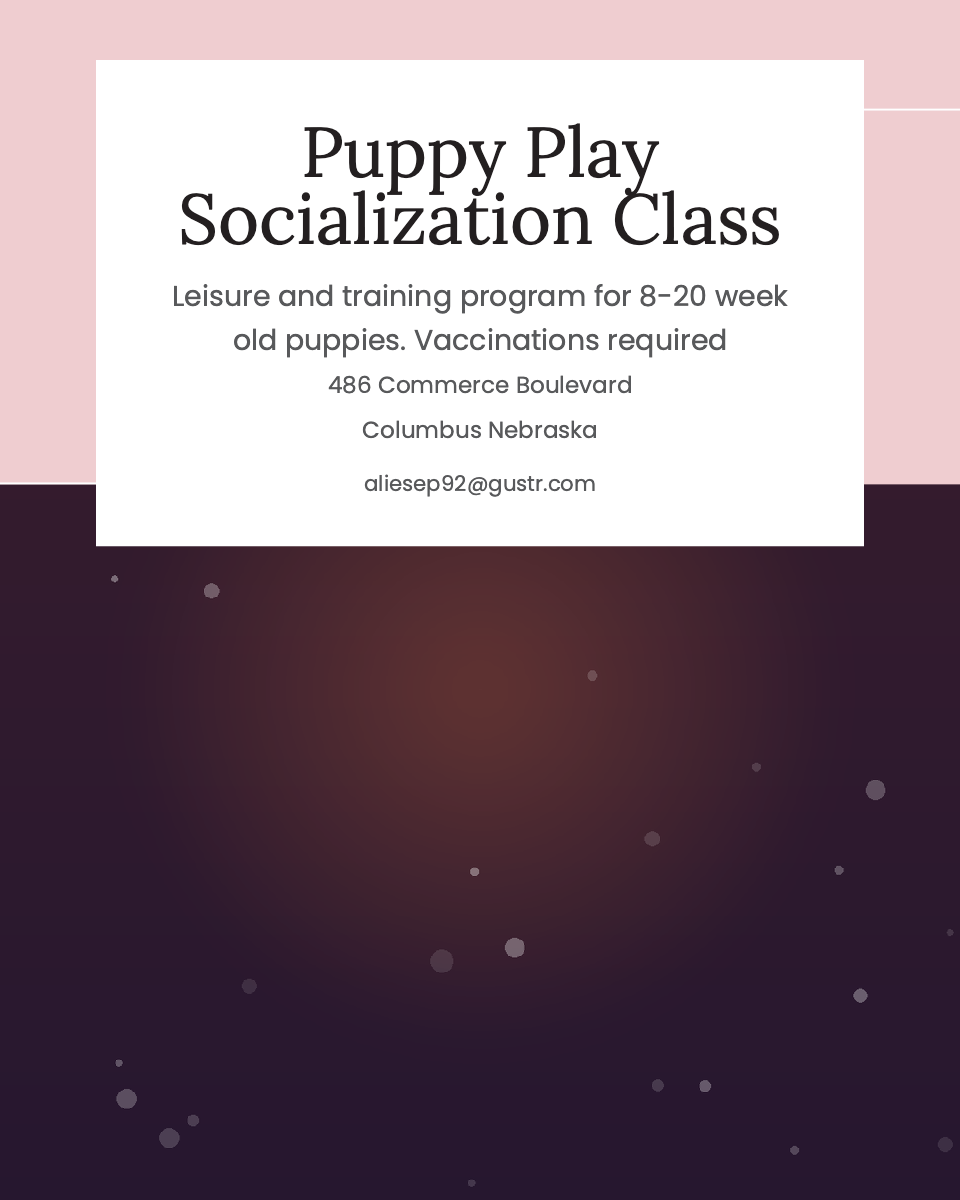 Puppy Play
Socialization Class
Leisure and training program for 8-20 week
old puppies. Vaccinations required
486 Commerce Boulevard
Columbus Nebraska
aliesep92@gustr.com